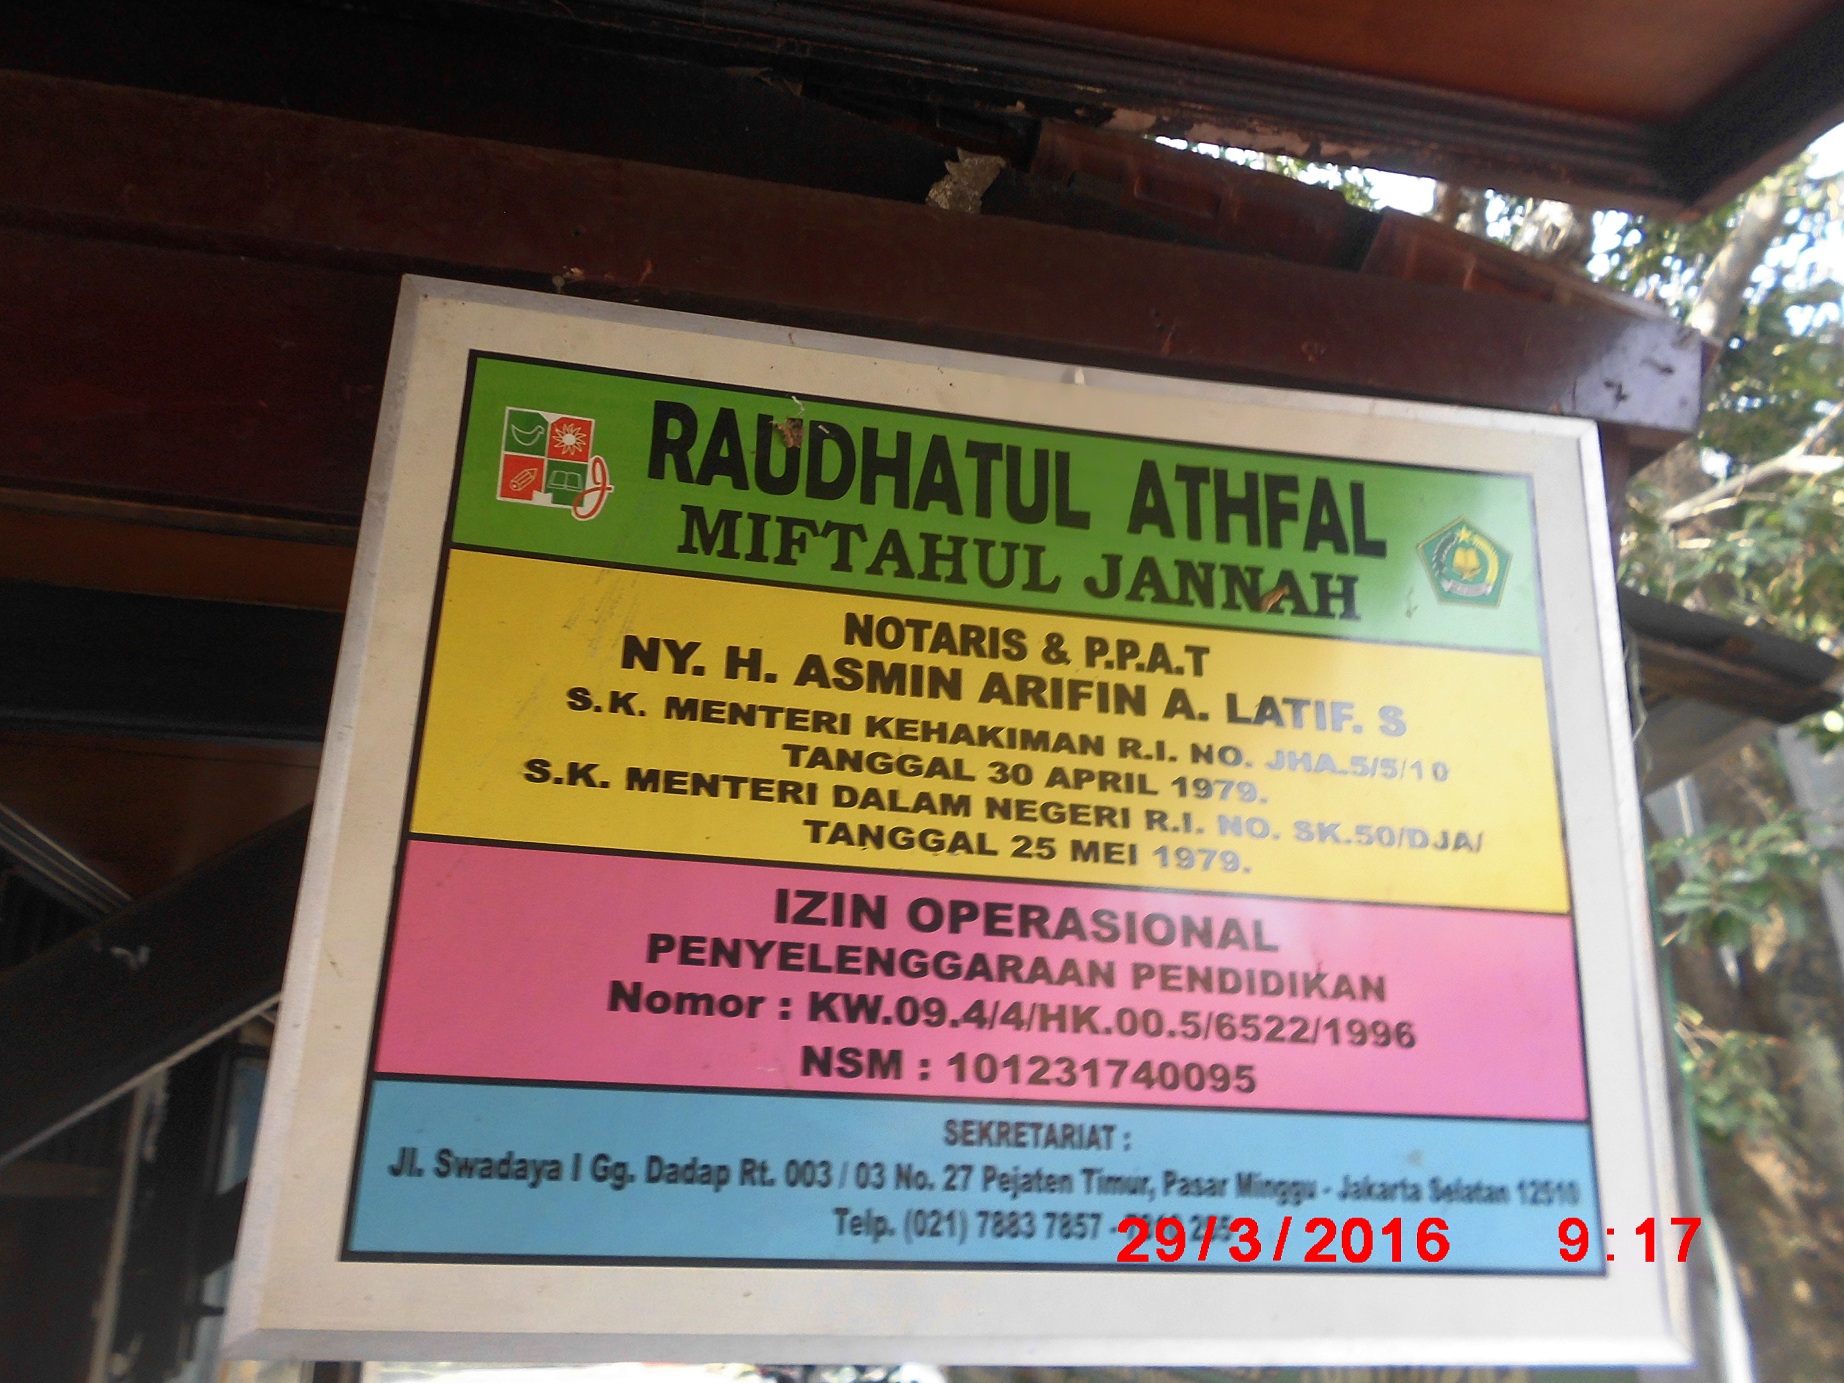 RAUDHATUL ATHFAL
MIFTAHUL JANNAH
NOTARIS & P.P.A.T
NY. H. ASMIN ARIFIN A. LATIF. S
S.K. MENTERI KEHAKIMAN R.I. NO. JHA.5/5/10
TANGGAL 30 APRIL 1979.
S.K. MENTERI DALAM NEGERI R.I. NO. SK.50/DJA/
TANGGAL 25 MEI 1979.
IZIN OPERASIONAL
PENYELENGGARAAN PENDIDIKAN
Nomor : KW.09.4/4/HK.00.5/6522/1996
NSM : 101231740095
SEKRETARIAT :
Jl. Swadaya I Gg. Dadap Rt. 003 / 03 No. 27 Pejaten Timur, Pasar Minggu - Jakarta Selatan 12510
Telp. (021) 7883 7857 -
29/3/2016 9:17